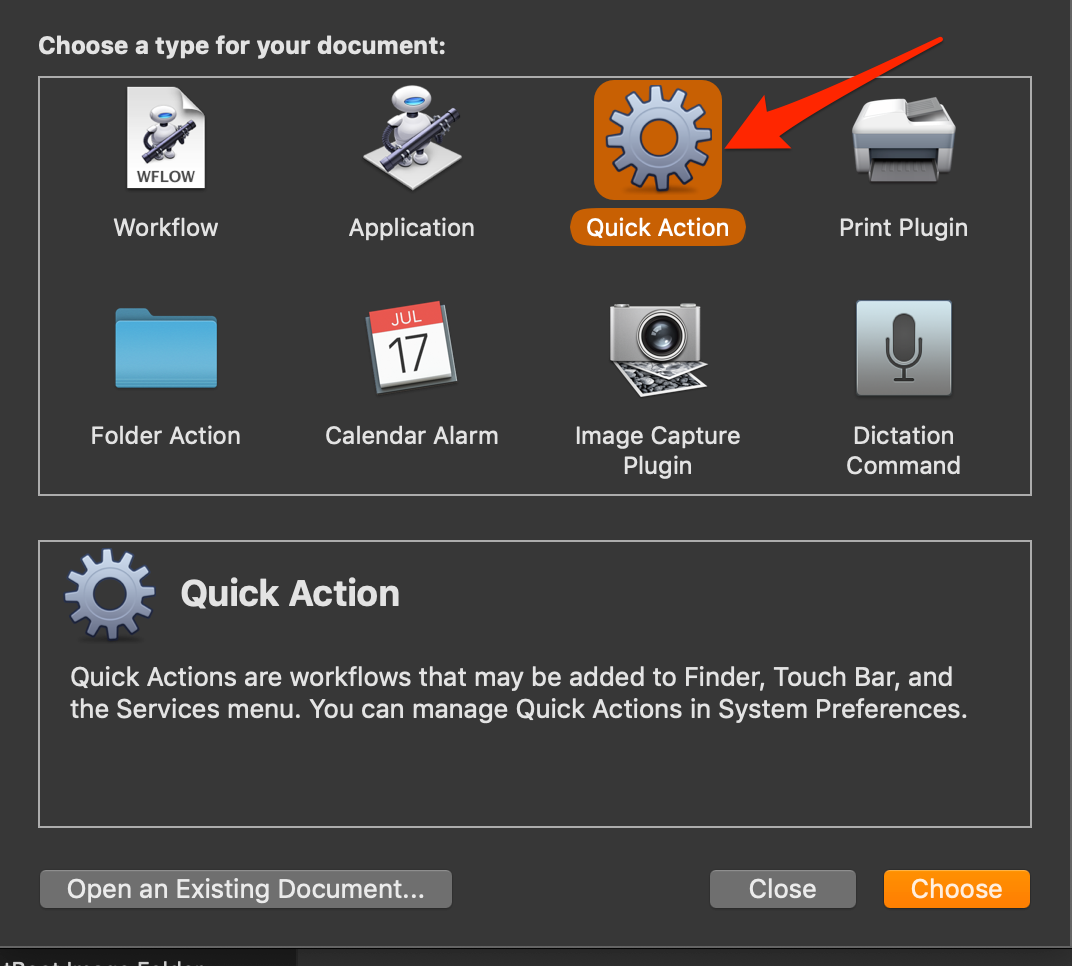 Choose a type for your document:
WFLOW
Workflow
Application
Quick Action
Print Plugin
Folder Action
JUL
17
Calendar Alarm
Image Capture
Plugin
Dictation
Command
Quick Action
Quick Actions are workflows that may be added to Finder, Touch Bar, and
the Services menu. You can manage Quick Actions in System Preferences.
Open an Existing Document...
Close
Choose
Image Folder